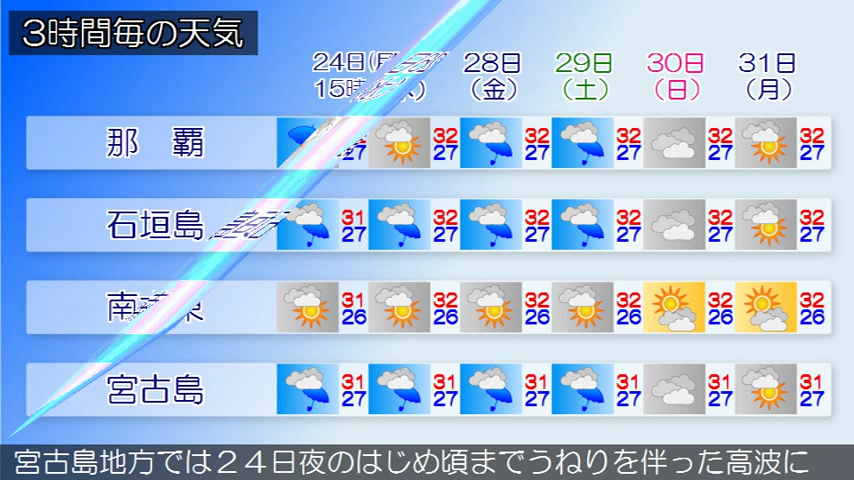 3時間毎の天気
24日 28日 29日 30日 31日
15時 (金) (土) (日) (月)
那覇 27 32 27 32 27 32 27 32 27 32 27
石垣島 31 27 32 27 32 27 32 27 32 27 32 27
南 31 26 32 26 32 26 32 26 32 26 32 26
宮古島 31 27 31 27 31 27 31 27 31 27 31 27
宮古島地方では24日夜のはじめ頃までうねりを伴った高波に